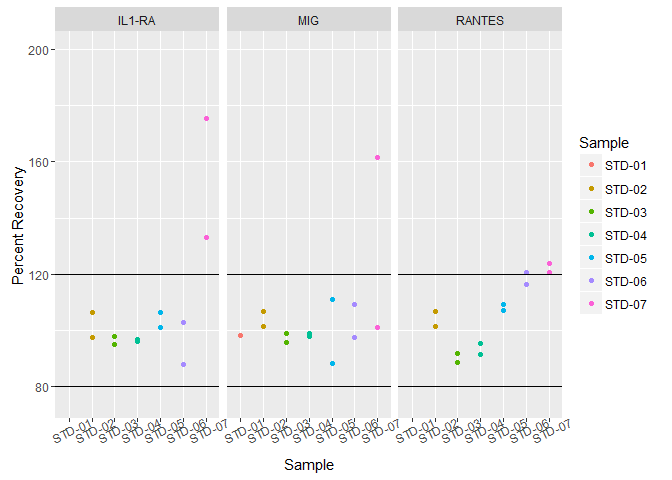 IL1-RA MIG RANTES
200
160
120
80
Percent Recovery
STD-01 STD-02 STD-03 STD-04 STD-05 STD-06 STD-07 STD-01 STD-02 STD-03 STD-04 STD-05 STD-06 STD-07 STD-01 STD-02 STD-03 STD-04 STD-05 STD-06 STD-07
Sample
Sample
STD-01
STD-02
STD-03
STD-04
STD-05
STD-06
STD-07